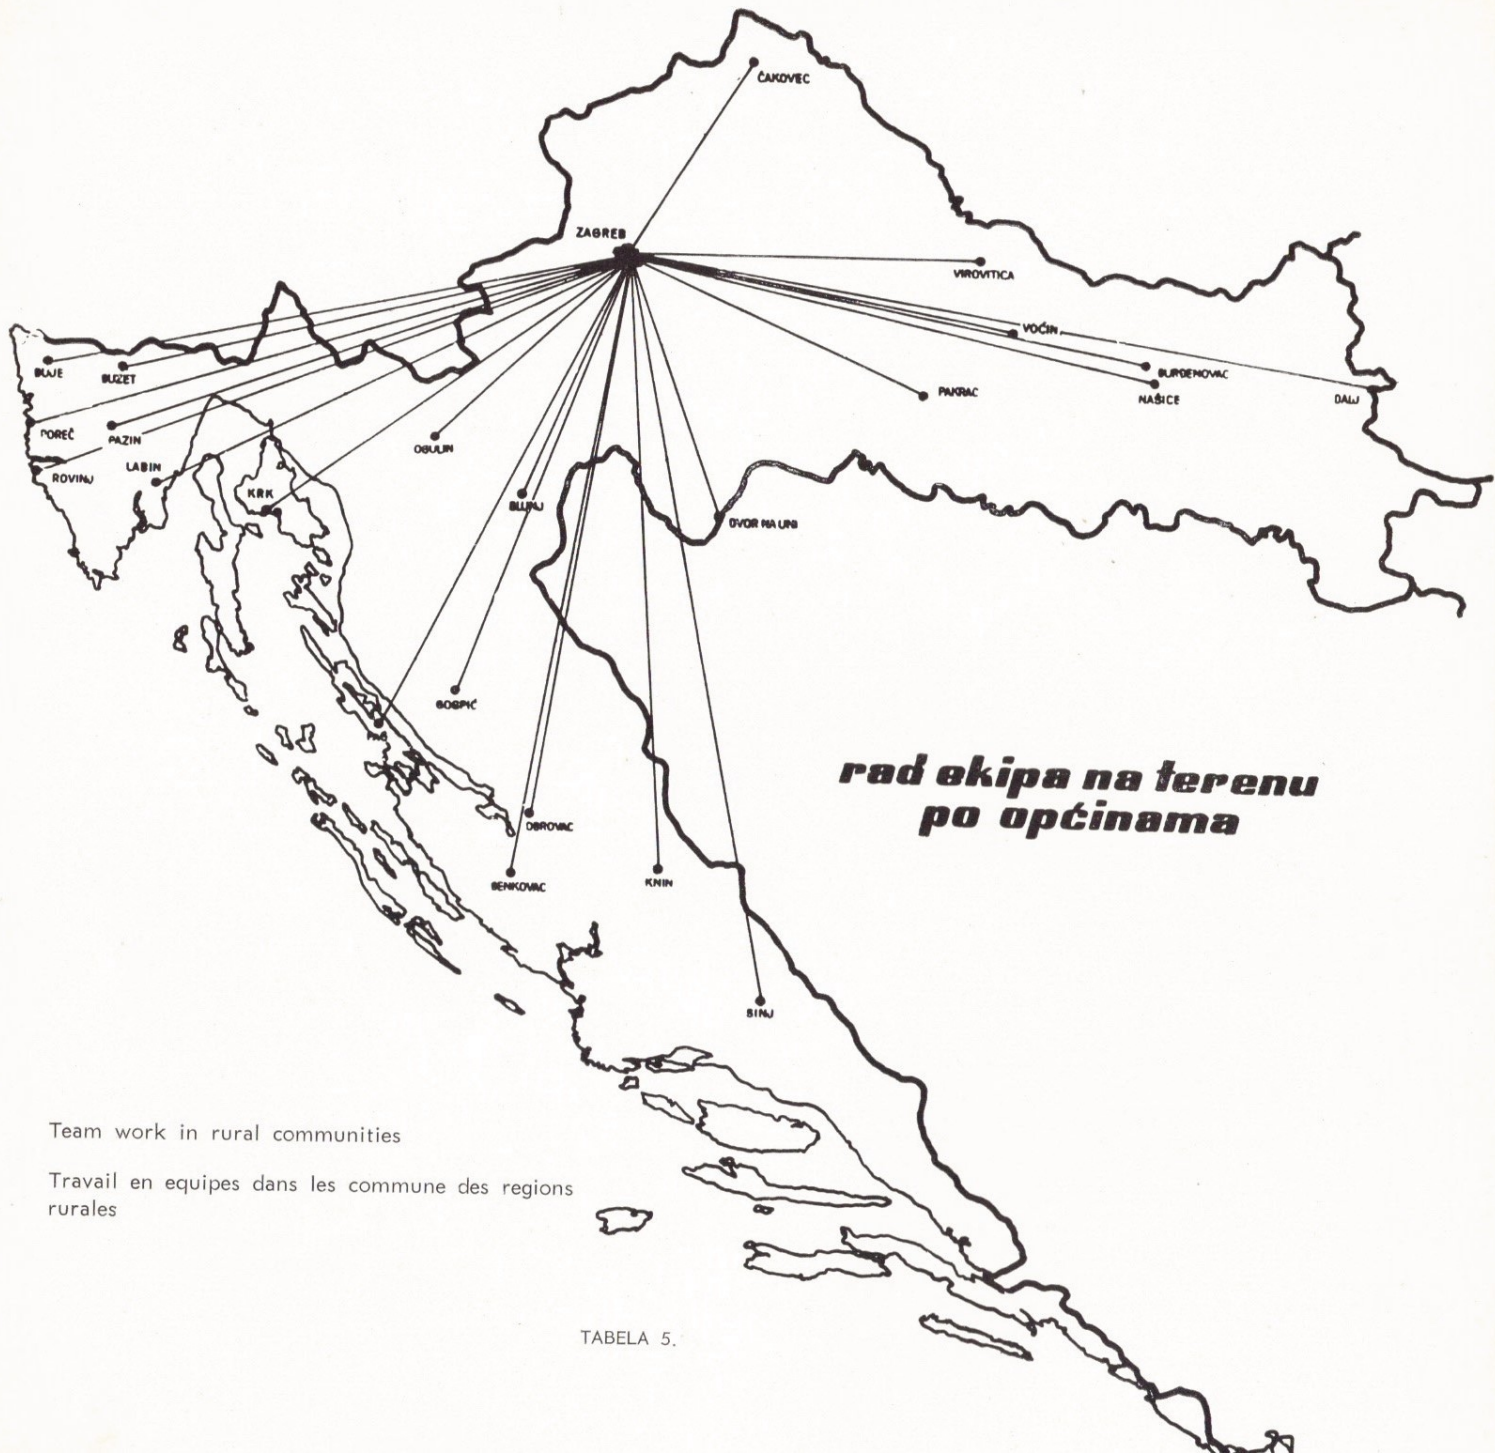 ČAKOVEC
ZAGREB
VIROVITICA
VOĆIN
BUJE
BUZET
ĐURĐENOVAC
NAŠICE
DALJ
PAKRAC
POREČ
PAZIN
OGULIN
LABIN
ROVINJ
KRK
SLUNJ
DVOR NA UNI
GOSPIĆ
PAG
rad ekipa na terenu
po općinama
OBROVAC
BENKOVAC
KNIN
SINJ
Team work in rural communities
Travail en equipes dans les commune des regions
rurales
TABELA 5.